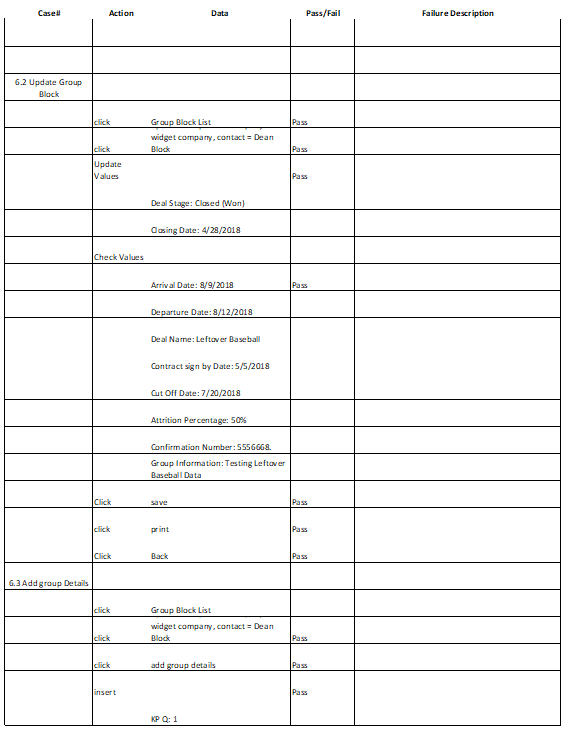 Case# Action Data Pass/Fail Failure Description
6.2 Update Group
Block
click Group Block List Pass
widget company, contact = Dean
click Block Pass
Update
Values Pass
Deal Stage: Closed (Won)
Closing Date: 4/28/2018
Check Values
Arrival Date: 8/9/2018 Pass
Departure Date: 8/12/2018
Deal Name: Leftover Baseball
Contract sign by Date: 5/5/2018
Cut Off Date: 7/20/2018
Attrition Percentage: 50%
Confirmation Number: 5556668.
Group Information: Testing Leftover
Baseball Data
Click save Pass
click print Pass
Click Back Pass
6.3 Add group Details
click Group Block List
widget company, contact = Dean
click Block Pass
click add group details Pass
insert Pass
KP Q: 1